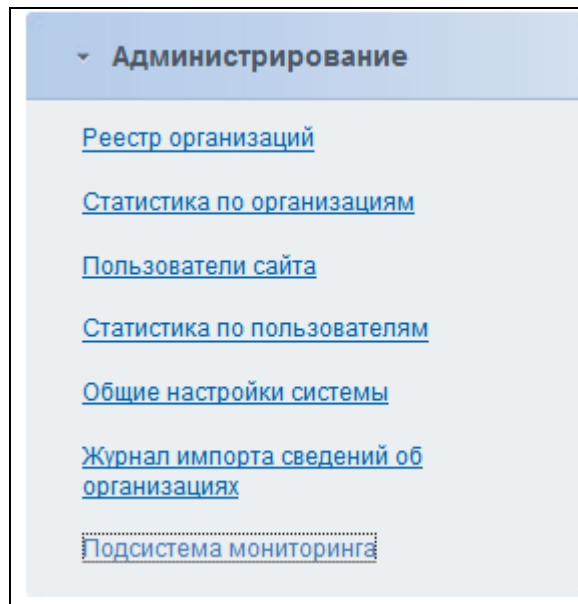 Администрирование
Реестр организаций
Статистика по организациям
Пользователи сайта
Статистика по пользователям
Общие настройки системы
Журнал импорта сведений об
организациях
Подсистема мониторинга